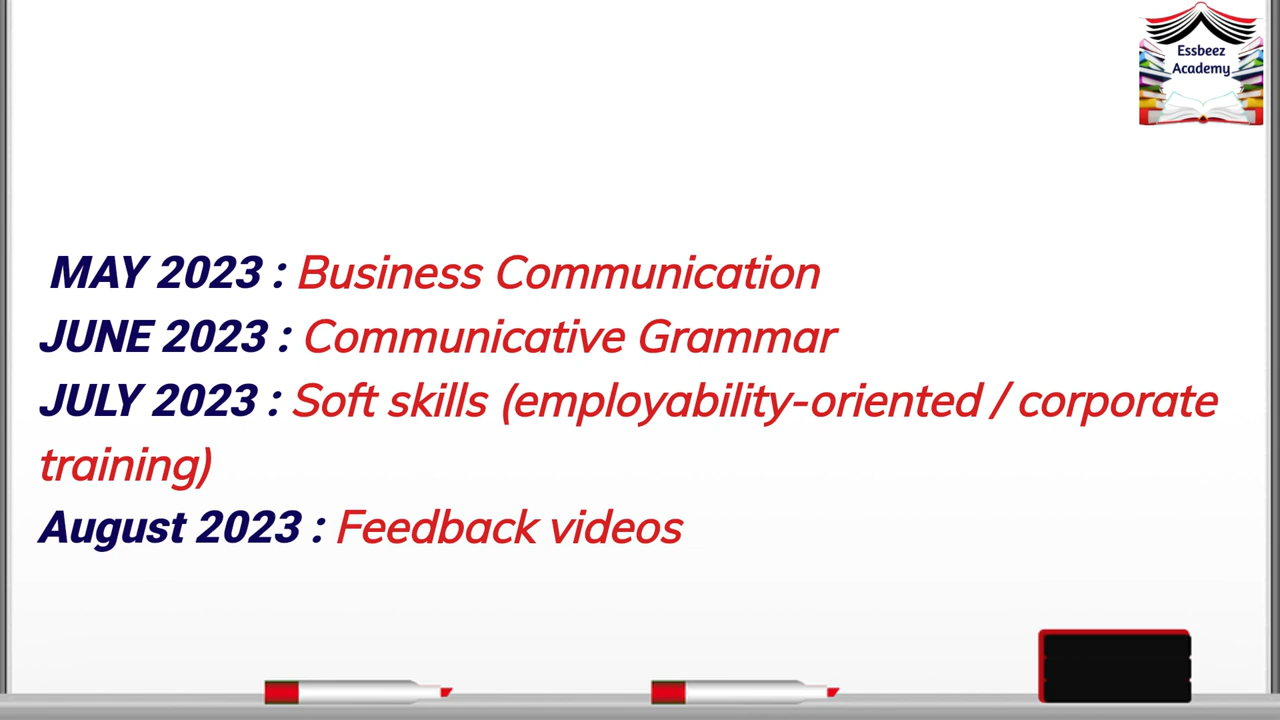 Essbeez
Academy
MAY 2023 : Business Communication
JUNE 2023 : Communicative Grammar
JULY 2023 : Soft skills (employability-oriented / corporate
training)
August 2023 : Feedback videos